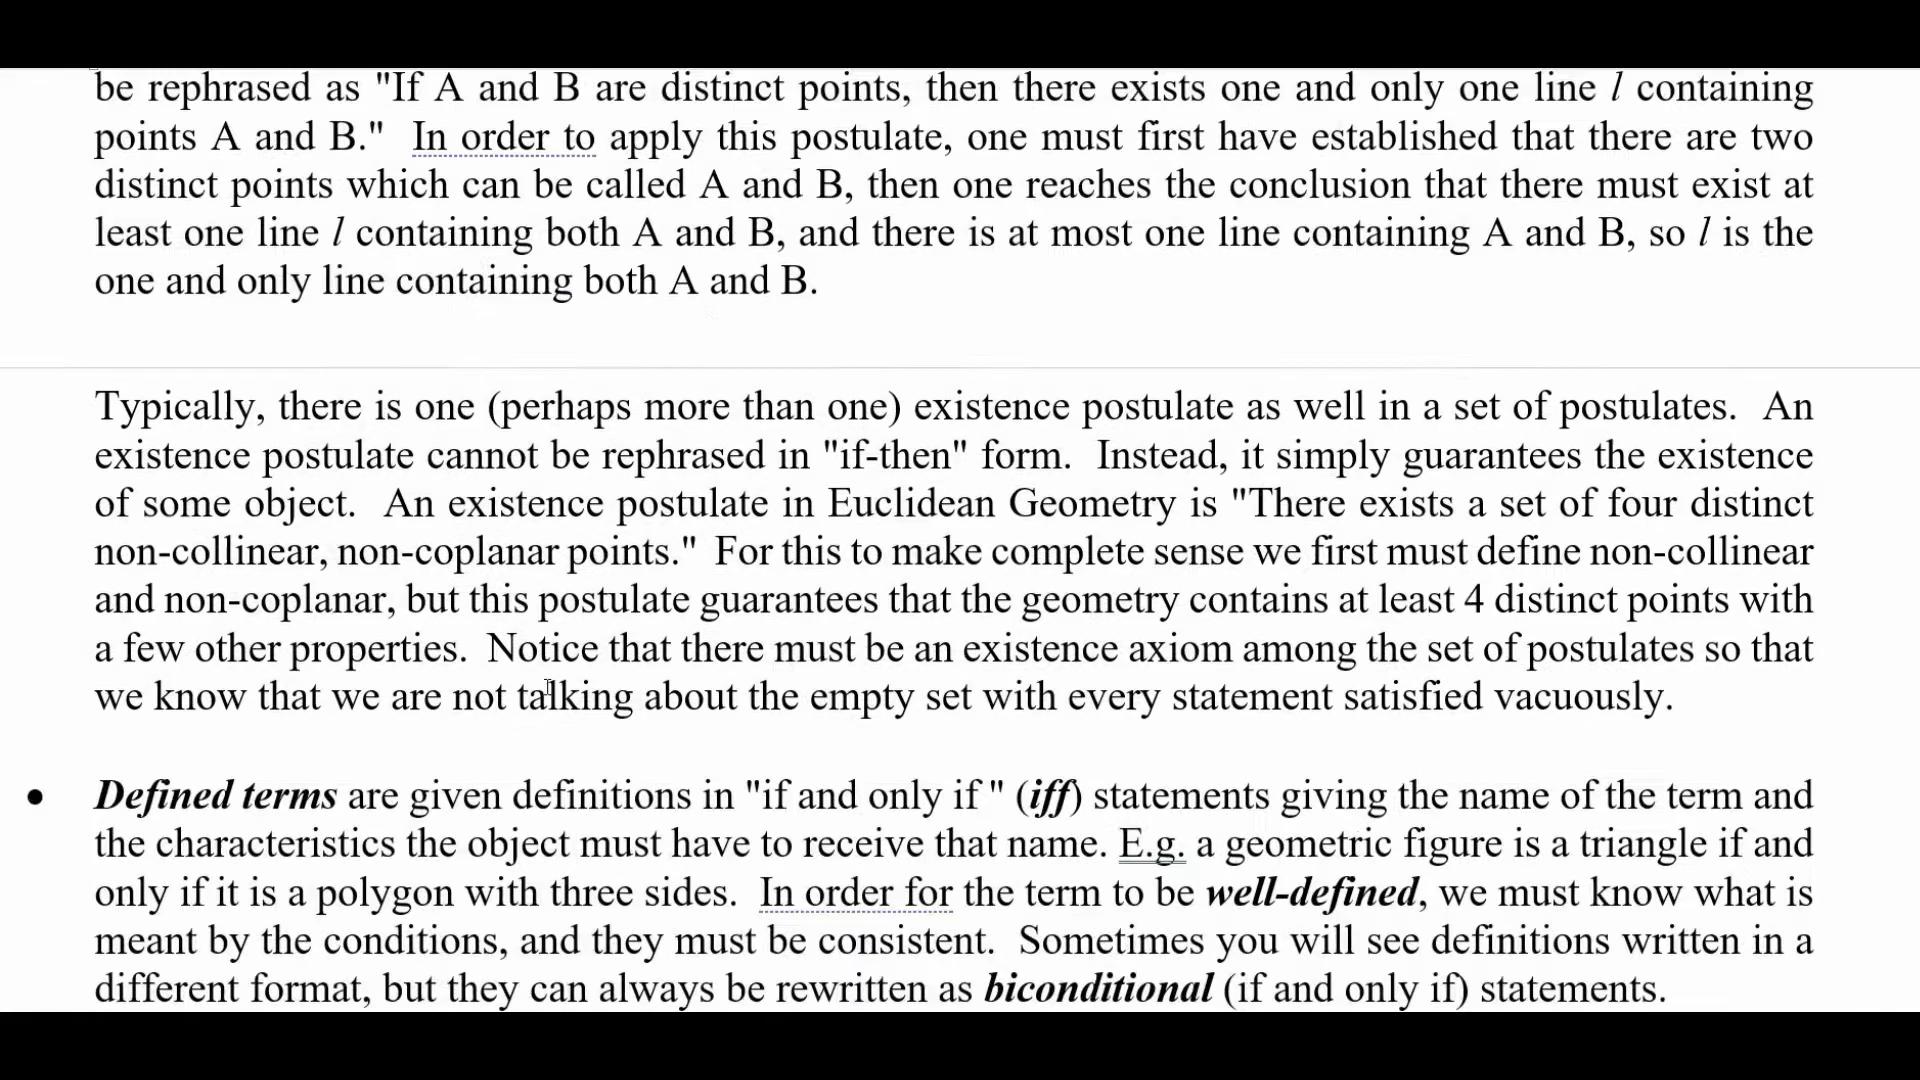 be rephrased as "If A and B are distinct points, then there exists one and only one line l containing
points A and B."  In order to apply this postulate, one must first have established that there are two
distinct points which can be called A and B, then one reaches the conclusion that there must exist at
least one line l containing both A and B, and there is at most one line containing A and B, so l is the
one and only line containing both A and B.
Typically, there is one (perhaps more than one) existence postulate as well in a set of postulates.  An
existence postulate cannot be rephrased in "if-then" form.  Instead, it simply guarantees the existence
of some object.  An existence postulate in Euclidean Geometry is "There exists a set of four distinct
non-collinear, non-coplanar points."  For this to make complete sense we first must define non-collinear
and non-coplanar, but this postulate guarantees that the geometry contains at least 4 distinct points with
a few other properties.  Notice that there must be an existence axiom among the set of postulates so that
we know that we are not talking about the empty set with every statement satisfied vacuously.
• Defined terms are given definitions in "if and only if " (iff) statements giving the name of the term and
the characteristics the object must have to receive that name. E.g. a geometric figure is a triangle if and
only if it is a polygon with three sides.  In order for the term to be well-defined, we must know what is
meant by the conditions, and they must be consistent.  Sometimes you will see definitions written in a
different format, but they can always be rewritten as biconditional (if and only if) statements.